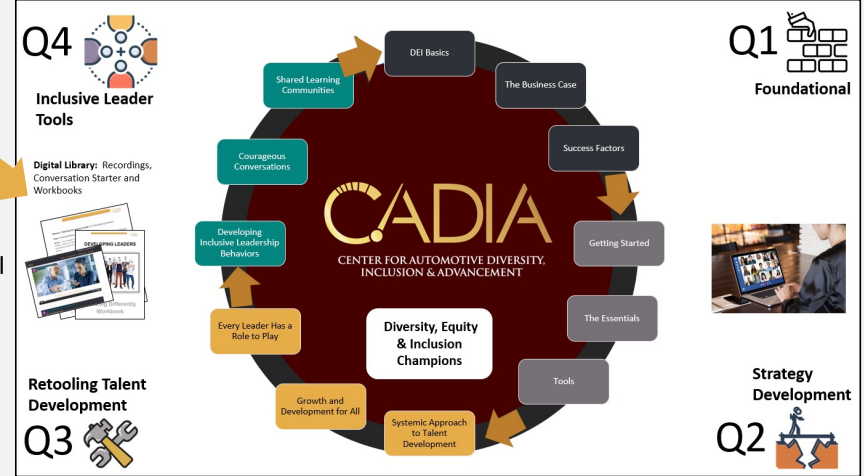 Q4
Inclusive Leader
Tools
Digital Library: Recordings,
Conversation Starter and
Workbooks
DEVELOPING LEADERS
Workbook
l
Retooling Talent
Development
Q3
Q1
Foundational
Strategy
Development
Q2
DEI Basics
The Business Case
Success Factors
Getting Started
The Essentials
Tools
Systemic Approach
to Talent
Development
Growth and
Development for All
Every Leader Has a
Role to Play
Developing
Inclusive Leadership
Behaviors
Courageous
Conversations
Shared Learning
Communities
CADIA
CENTER FOR AUTOMOTIVE DIVERSITY,
INCLUSION & ADVANCEMENT
Diversity, Equity
& Inclusion
Champions